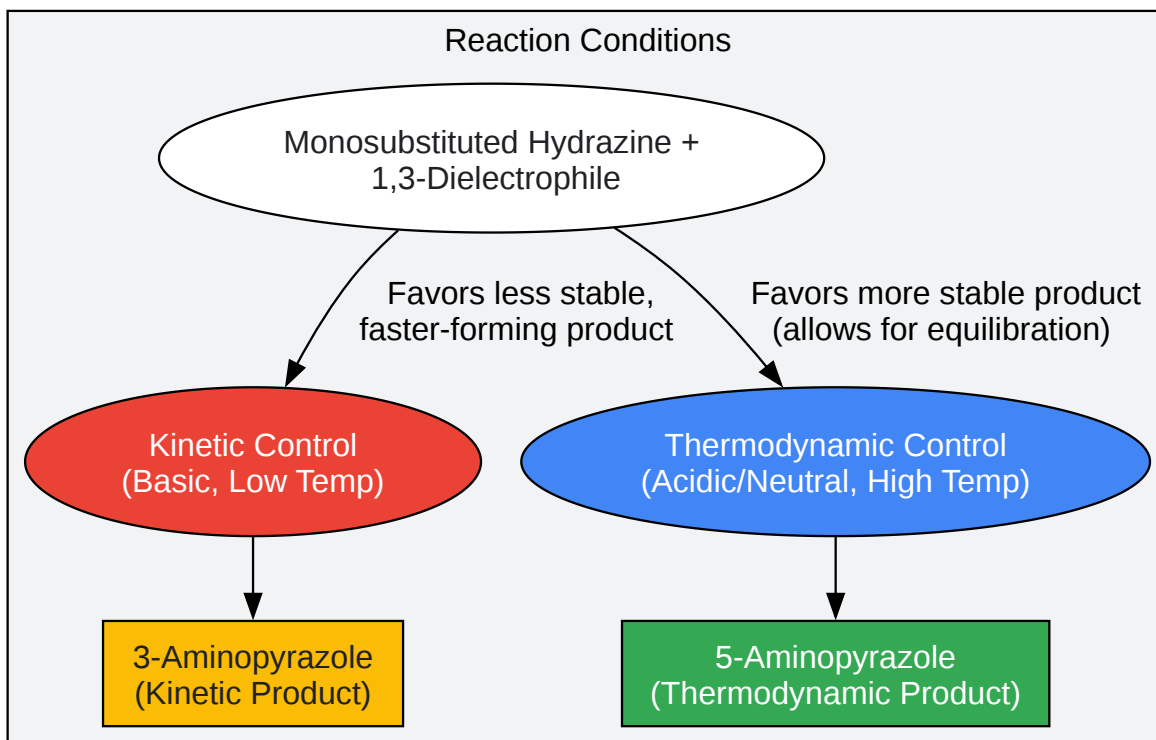 Reaction Conditions
Monosubstituted Hydrazine +
1,3-Dielectrophile
Favors less stable,
faster-forming product
Favors more stable product
(allows for equilibration)
Kinetic Control
(Basic, Low Temp)
Thermodynamic Control
(Acidic/Neutral, High Temp)
3-Aminopyrazole
(Kinetic Product)
5-Aminopyrazole
(Thermodynamic Product)